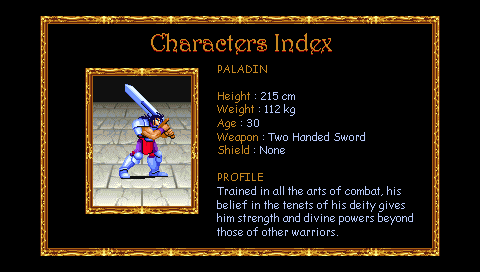 Characters Index
PALADIN
Height : 215 cm
Weight : 112 kg
Age : 30
Weapon : Two Handed Sword
Shield : None
PROFILE
Trained in all the arts of combat, his
belief in the tenets of his deity gives
him strength and divine powers beyond
those of other warriors.